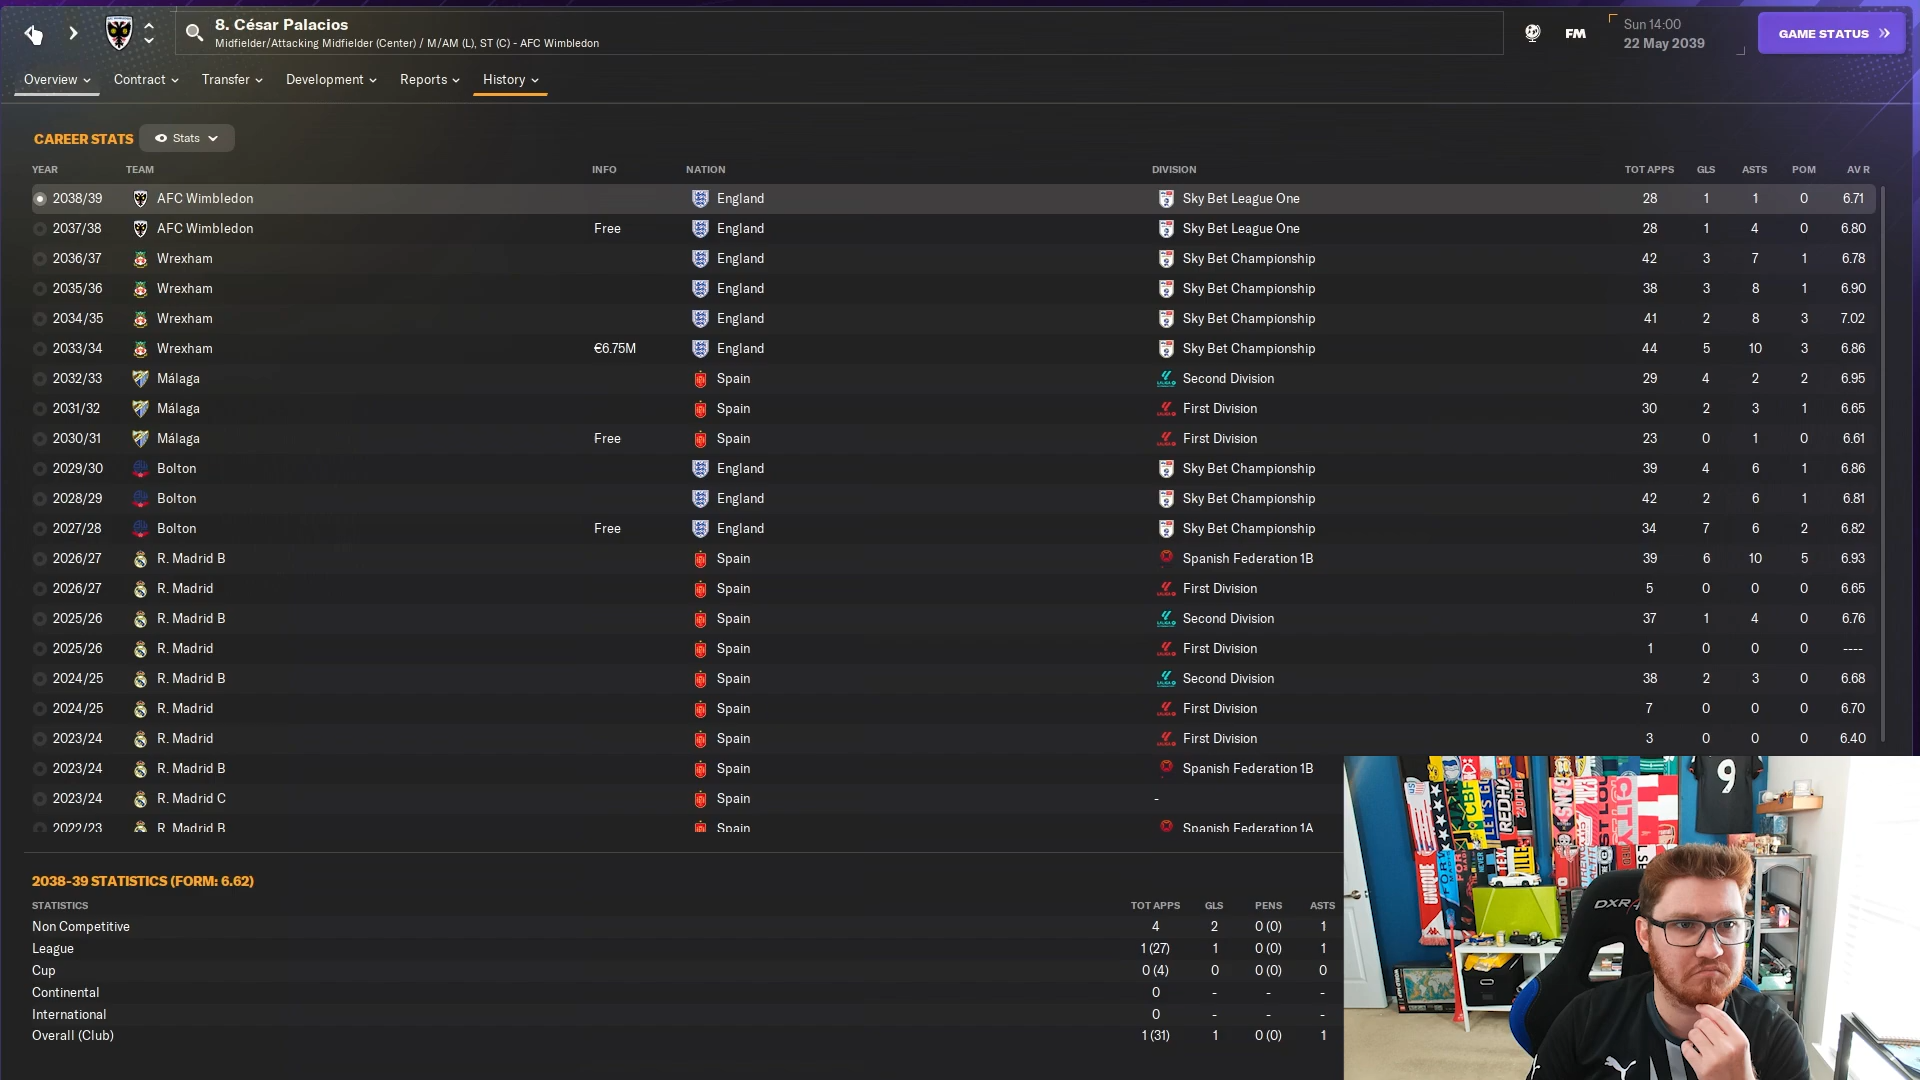 8. César Palacios
Midfielder/Attacking Midfielder (Center) / M/AM (L), ST (C) - AFC Wimbledon
FM
Sun 14:00
22 May 2039
GAME STATUS
Overview Contract Transfer Development Reports History
CAREER STATS Stats
YEAR TEAM INFO NATION DIVISION TOT APPS GLS ASTS POM AV R
2038/39 AFC Wimbledon England Sky Bet League One 28 1 1 0 6.71
2037/38 AFC Wimbledon Free England Sky Bet League One 28 1 4 0 6.80
2036/37 Wrexham England Sky Bet Championship 42 3 7 1 6.78
2035/36 Wrexham England Sky Bet Championship 38 3 8 1 6.90
2034/35 Wrexham England Sky Bet Championship 41 2 8 3 7.02
2033/34 Wrexham €6.75M England Sky Bet Championship 44 5 10 3 6.86
2032/33 Málaga Spain Second Division 29 4 2 2 6.95
2031/32 Málaga Spain First Division 30 2 3 1 6.65
2030/31 Málaga Free Spain First Division 23 0 1 0 6.61
2029/30 Bolton England Sky Bet Championship 39 4 6 1 6.86
2028/29 Bolton England Sky Bet Championship 42 2 6 1 6.81
2027/28 Bolton Free England Sky Bet Championship 34 7 6 2 6.82
2026/27 R. Madrid B Spain Spanish Federation 1B 39 6 10 5 6.93
2026/27 R. Madrid Spain First Division 5 0 0 0 6.65
2025/26 R. Madrid B Spain Second Division 37 1 4 0 6.76
2025/26 R. Madrid Spain First Division 1 0 0 0 ----
2024/25 R. Madrid B Spain Second Division 38 2 3 0 6.68
2024/25 R. Madrid Spain First Division 7 0 0 0 6.70
2023/24 R. Madrid Spain First Division 3 0 0 0 6.40
2023/24 R. Madrid B Spain Spanish Federation 1B
2023/24 R. Madrid C Spain -
2022/23 R. Madrid B Spain Spanish Federation 1A
2038-39 STATISTICS (FORM: 6.62)
STATISTICS TOT APPS GLS PENS ASTS
Non Competitive 4 2 0 (0) 1
League 1 (27) 1 0 (0) 1
Cup 0 (4) 0 0 (0) 0
Continental 0 - - -
International 0 - - -
Overall (Club) 1 (31) 1 0 (0) 1
9
CBF
LET'S GO
REDHA
CITY
UNIQUE
DXR